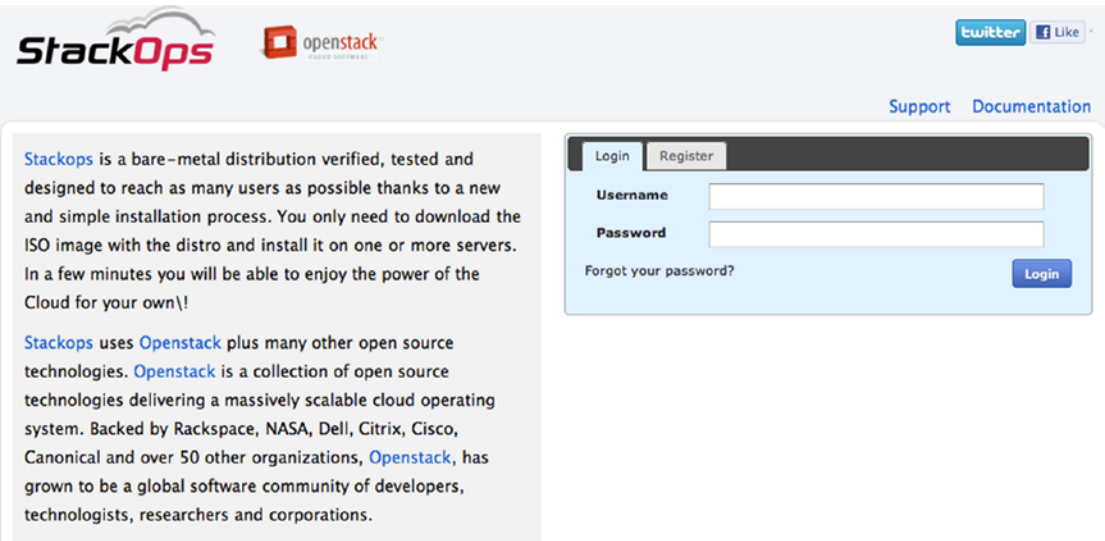 StackOps
openstack
CLOUD SOFTWARE
twitter
Like
Support Documentation
Stackops is a bare-metal distribution verified, tested and
designed to reach as many users as possible thanks to a new
and simple installation process. You only need to download the
ISO image with the distro and install it on one or more servers.
In a few minutes you will be able to enjoy the power of the
Cloud for your own\!
Stackops uses Openstack plus many other open source
technologies. Openstack is a collection of open source
technologies delivering a massively scalable cloud operating
system. Backed by Rackspace, NASA, Dell, Citrix, Cisco,
Canonical and over 50 other organizations, Openstack, has
grown to be a global software community of developers,
technologists, researchers and corporations.
Login Register
Username
Password
Forgot your password?
Login